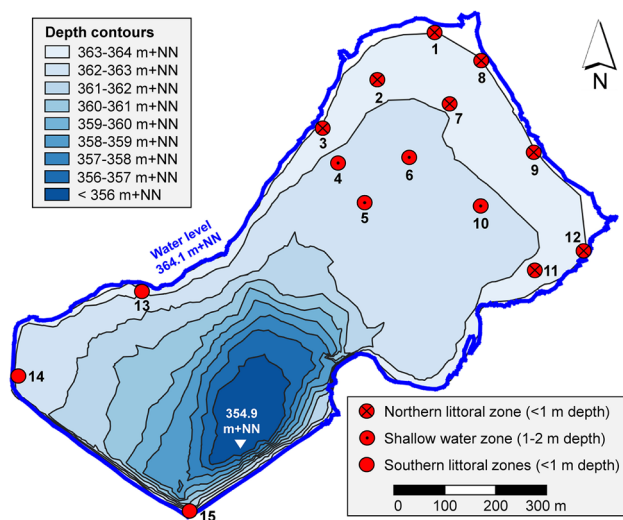 Depth contours
363-364 m+NN
362-363 m+NN
361-362 m+NN
360-361 m+NN
359-360 m+NN
358-359 m+NN
357-358 m+NN
356-357 m+NN
< 356 m+NN
N
1
8
2
7
3
4
6
9
5
10
12
11
Water level
364.1 m+NN
13
14
354.9
m+NN
15
Northern littoral zone (<1 m depth)
Shallow water zone (1-2 m depth)
Southern littoral zones (<1 m depth)
0 100 200 300 m